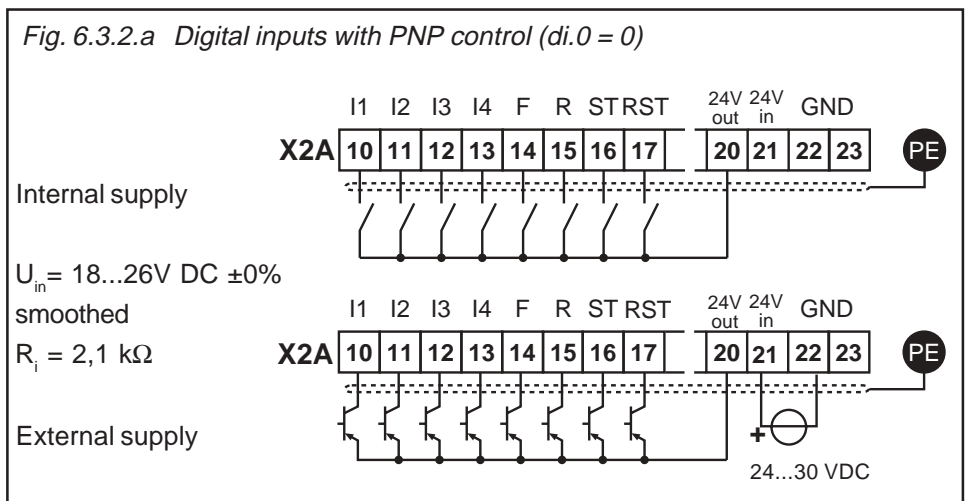 Fig. 6.3.2.a Digital inputs with PNP control (di.0 = 0)
I1 I2 I3 I4 F R ST RST 24V out 24V in GND
X2A 10 11 12 13 14 15 16 17 20 21 22 23 PE
Internal supply
Uin= 18...26V DC ±0%
smoothed
Ri = 2,1 kΩ
I1 I2 I3 I4 F R ST RST 24V out 24V in GND
X2A 10 11 12 13 14 15 16 17 20 21 22 23 PE
External supply
+
24...30 VDC